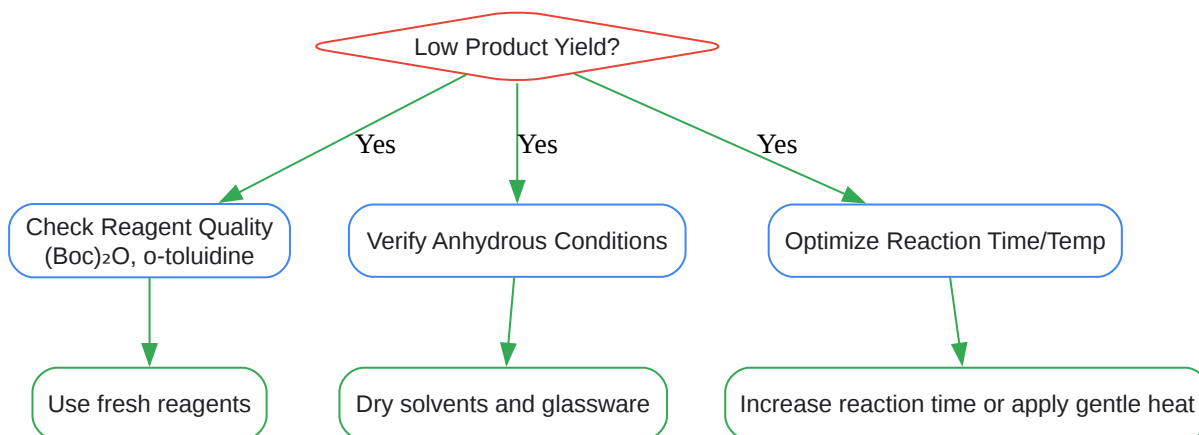 Low Product Yield?
Yes
Yes
Yes
Check Reagent Quality
(Boc)₂O, o-toluidine
Verify Anhydrous Conditions
Optimize Reaction Time/Temp
Use fresh reagents
Dry solvents and glassware
Increase reaction time or apply gentle heat